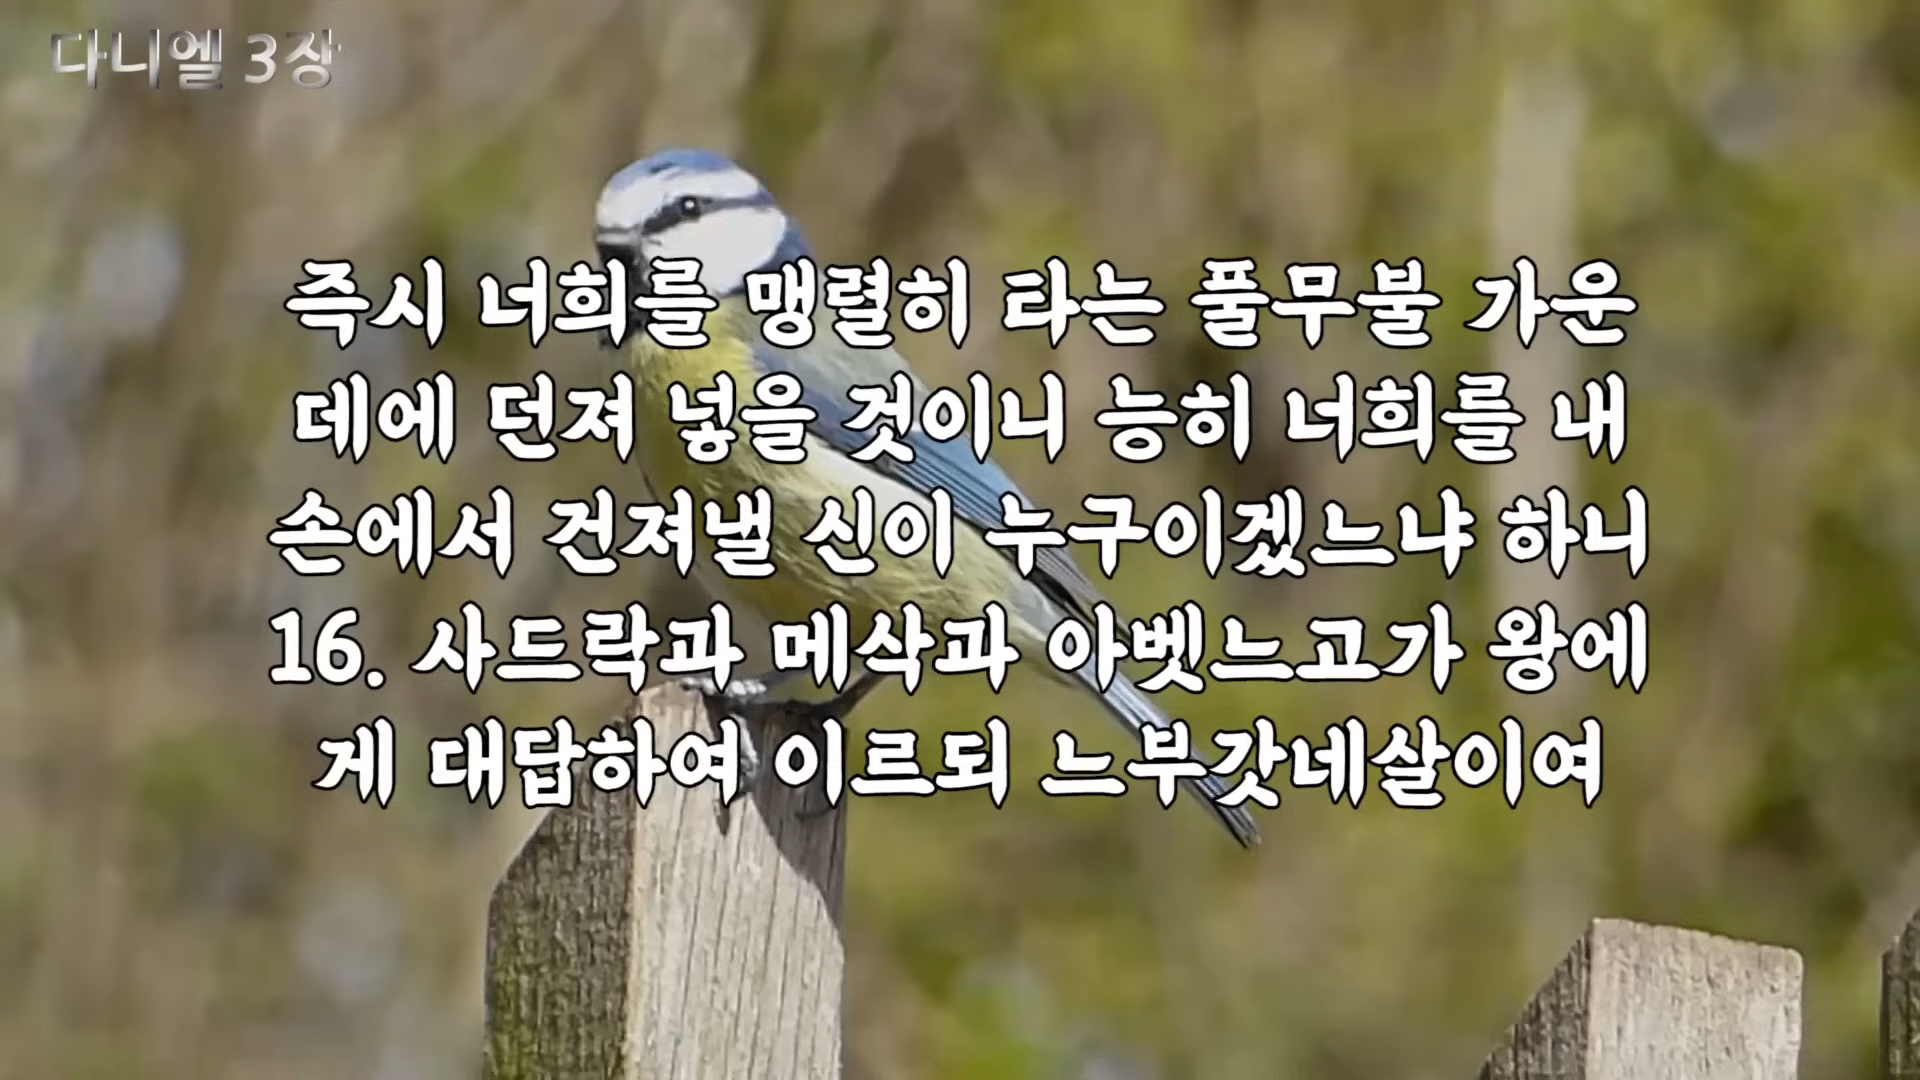 다니엘 3장
즉시 너희를 맹렬히 타는 풀무불 가운
데에 던져 넣을 것이니 능히 너희를 내
손에서 건져낼 신이 누구이겠느냐 하니
16. 사드락과 메삭과 아벳느고가 왕에
게 대답하여 이르되 느부갓네살이여